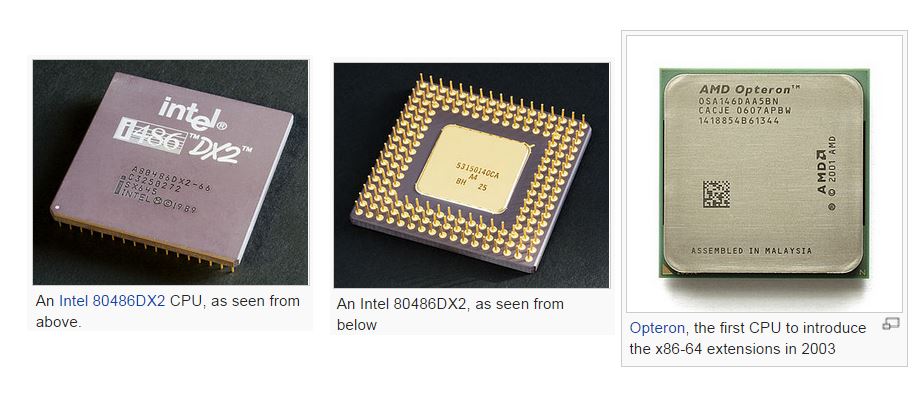 intel®
i486™ DX2™
A80486DX2-66
C3250272
SX645
INTEL Ⓜ © 1989
An Intel 80486DX2 CPU, as seen from
above.
53150140CA
A4
BH 25
An Intel 80486DX2, as seen from
below
AMD Opteron™
OSA146DAA5BN
CACJE 0607APBW
1418854B61344
AMD
® © 2001 AMD
ASSEMBLED IN MALAYSIA
N
Opteron, the first CPU to introduce
the x86-64 extensions in 2003